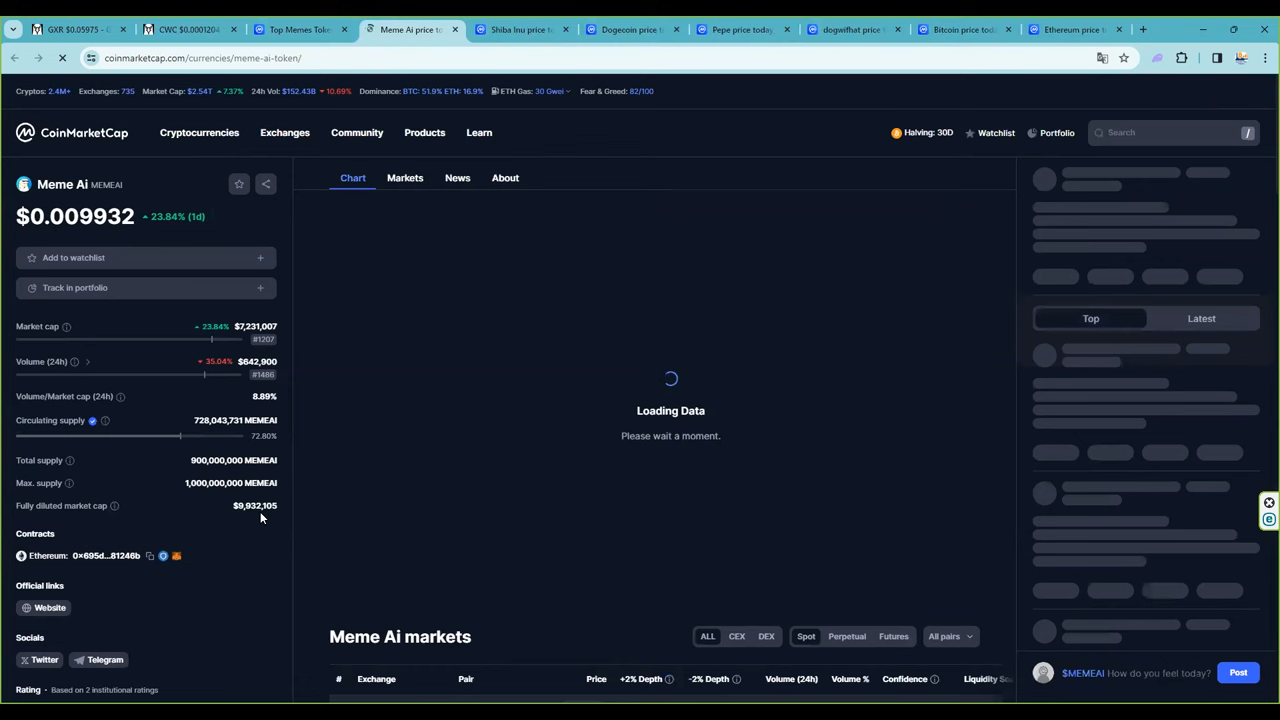 GXR $0.05975 - G
CWC $0.0001204
Top Memes Toke
Meme Ai price to
Shiba Inu price to
Dogecoin price t
Pepe price today
dogwifhat price t
Bitcoin price tod
Ethereum price t
coinmarketcap.com/currencies/meme-ai-token/
Cryptos: 2.4M+ Exchanges: 735 Market Cap: $2.54T 7.37% 24h Vol: $152.43B 10.69% Dominance: BTC: 51.9% ETH: 16.9% ETH Gas: 30 Gwei Fear & Greed: 82/100
CoinMarketCap Cryptocurrencies Exchanges Community Products Learn Halving: 30D Watchlist Portfolio Search /
Chart Markets News About
Meme Ai MEMEAI
$0.009932 23.84% (1d)
Add to watchlist +
Track in portfolio +
Market cap 23.84% $7,231,007
#1207
Volume (24h) 35.04% $642,900
#1486
Volume/Market cap (24h) 8.89%
Circulating supply 728,043,731 MEMEAI
72.80%
Total supply 900,000,000 MEMEAI
Max. supply 1,000,000,000 MEMEAI
Fully diluted market cap $9,932,105
Contracts
Ethereum: 0x695d...81246b
Official links
Website
Socials
Twitter Telegram
Rating • Based on 2 institutional ratings
Loading Data
Please wait a moment.
Meme Ai markets ALL CEX DEX Spot Perpetual Futures All pairs
# Exchange Pair Price +2% Depth -2% Depth Volume (24h) Volume % Confidence Liquidity Sc
Top Latest
$MEMEAI How do you feel today? Post